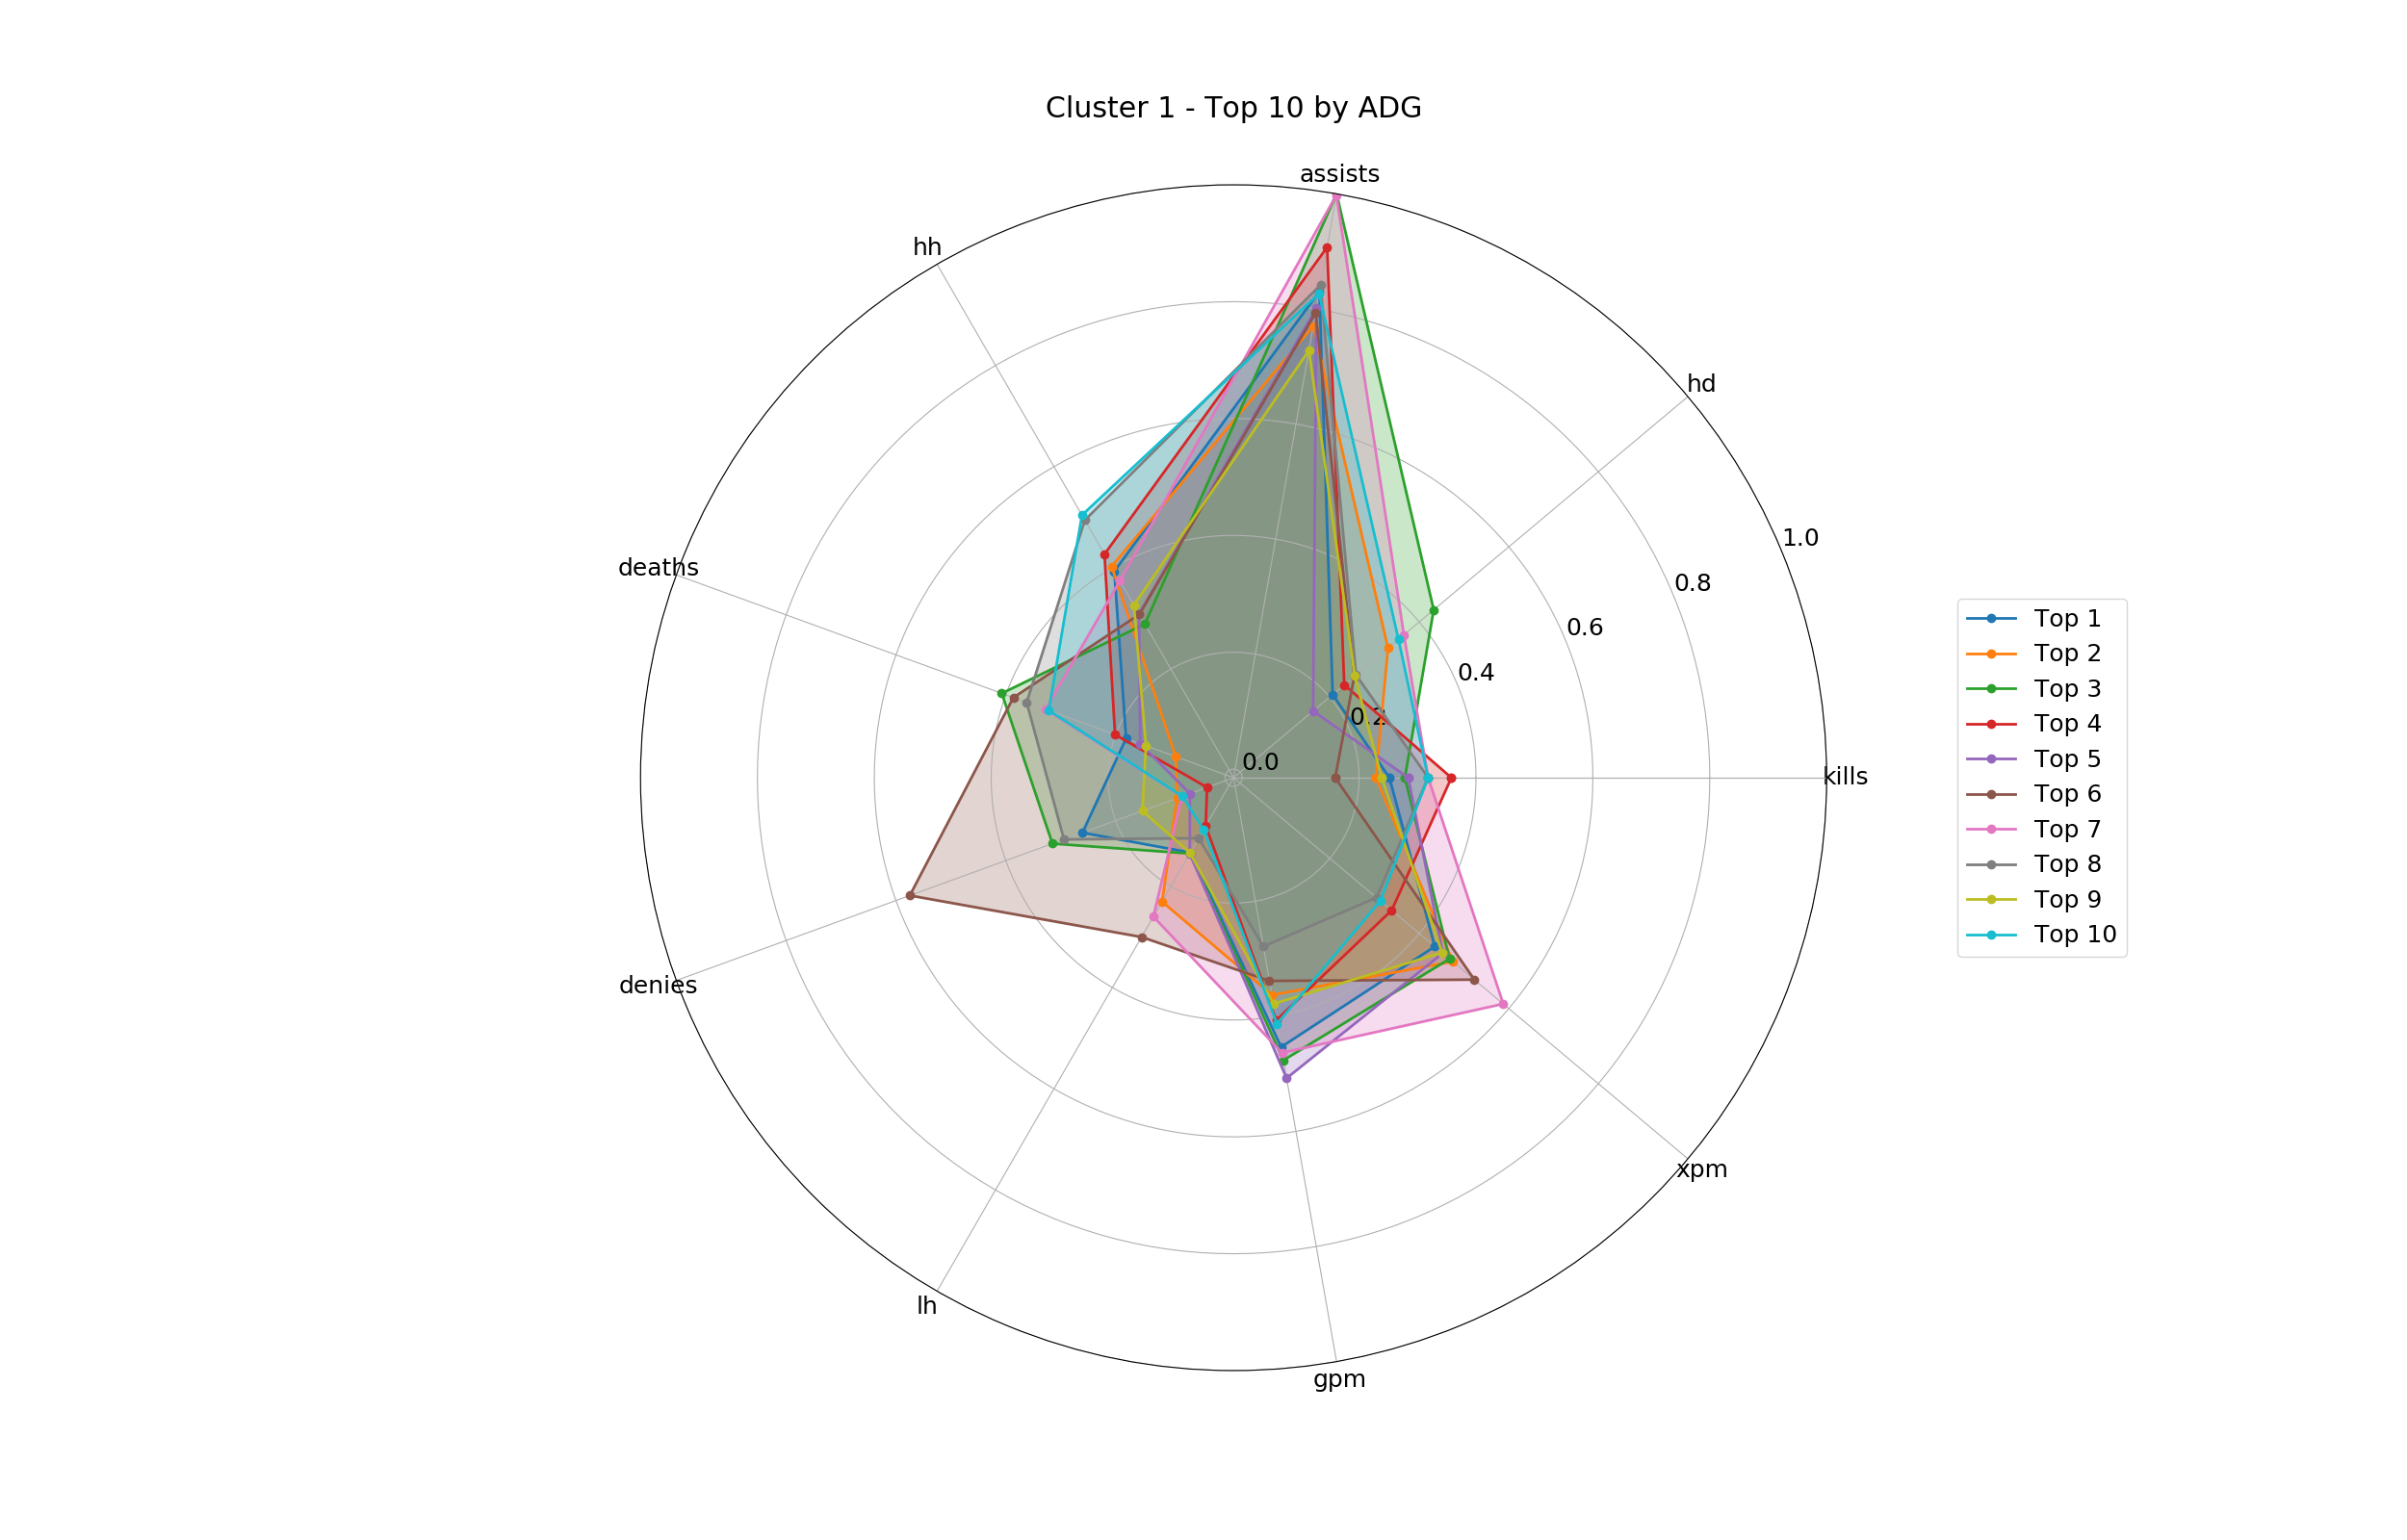 Cluster 1 - Top 10 by ADG
assists
hh
hd
deaths
1.0
0.8
0.6
0.4
0.2
0.0
kills
denies
xpm
lh
gpm
Top 1
Top 2
Top 3
Top 4
Top 5
Top 6
Top 7
Top 8
Top 9
Top 10